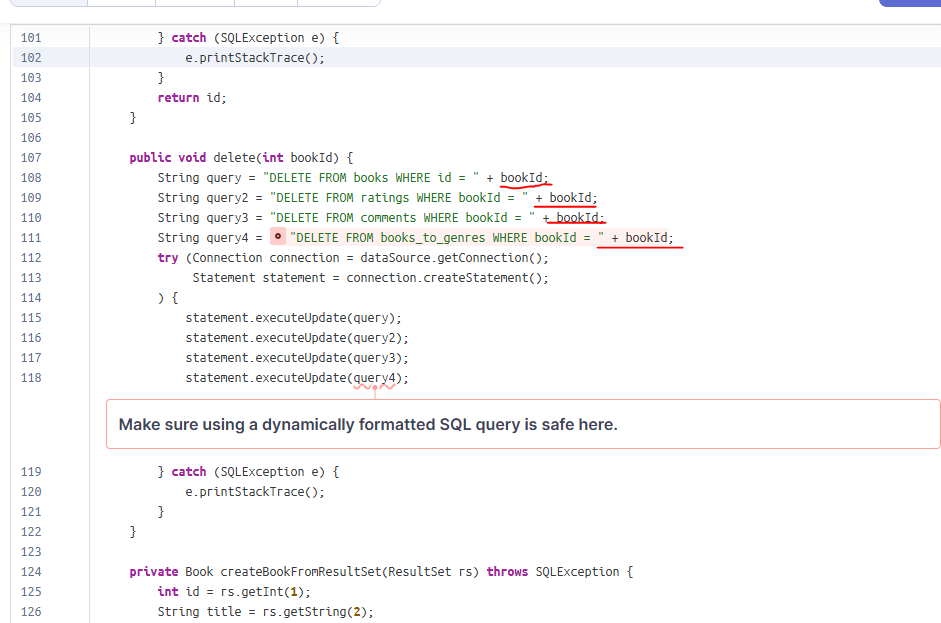 101 } catch (SQLException e) {
102 e.printStackTrace();
103 }
104 return id;
105 }
106
107 public void delete(int bookId) {
108 String query = "DELETE FROM books WHERE id = " + bookId;
109 String query2 = "DELETE FROM ratings WHERE bookId = " + bookId;
110 String query3 = "DELETE FROM comments WHERE bookId = " + bookId;
111 String query4 = "DELETE FROM books_to_genres WHERE bookId = " + bookId;
112 try (Connection connection = dataSource.getConnection();
113 Statement statement = connection.createStatement();
114 ) {
115 statement.executeUpdate(query);
116 statement.executeUpdate(query2);
117 statement.executeUpdate(query3);
118 statement.executeUpdate(query4);
Make sure using a dynamically formatted SQL query is safe here.
119 } catch (SQLException e) {
120 e.printStackTrace();
121 }
122 }
123
124 private Book createBookFromResultSet(ResultSet rs) throws SQLException {
125 int id = rs.getInt(1);
126 String title = rs.getString(2);